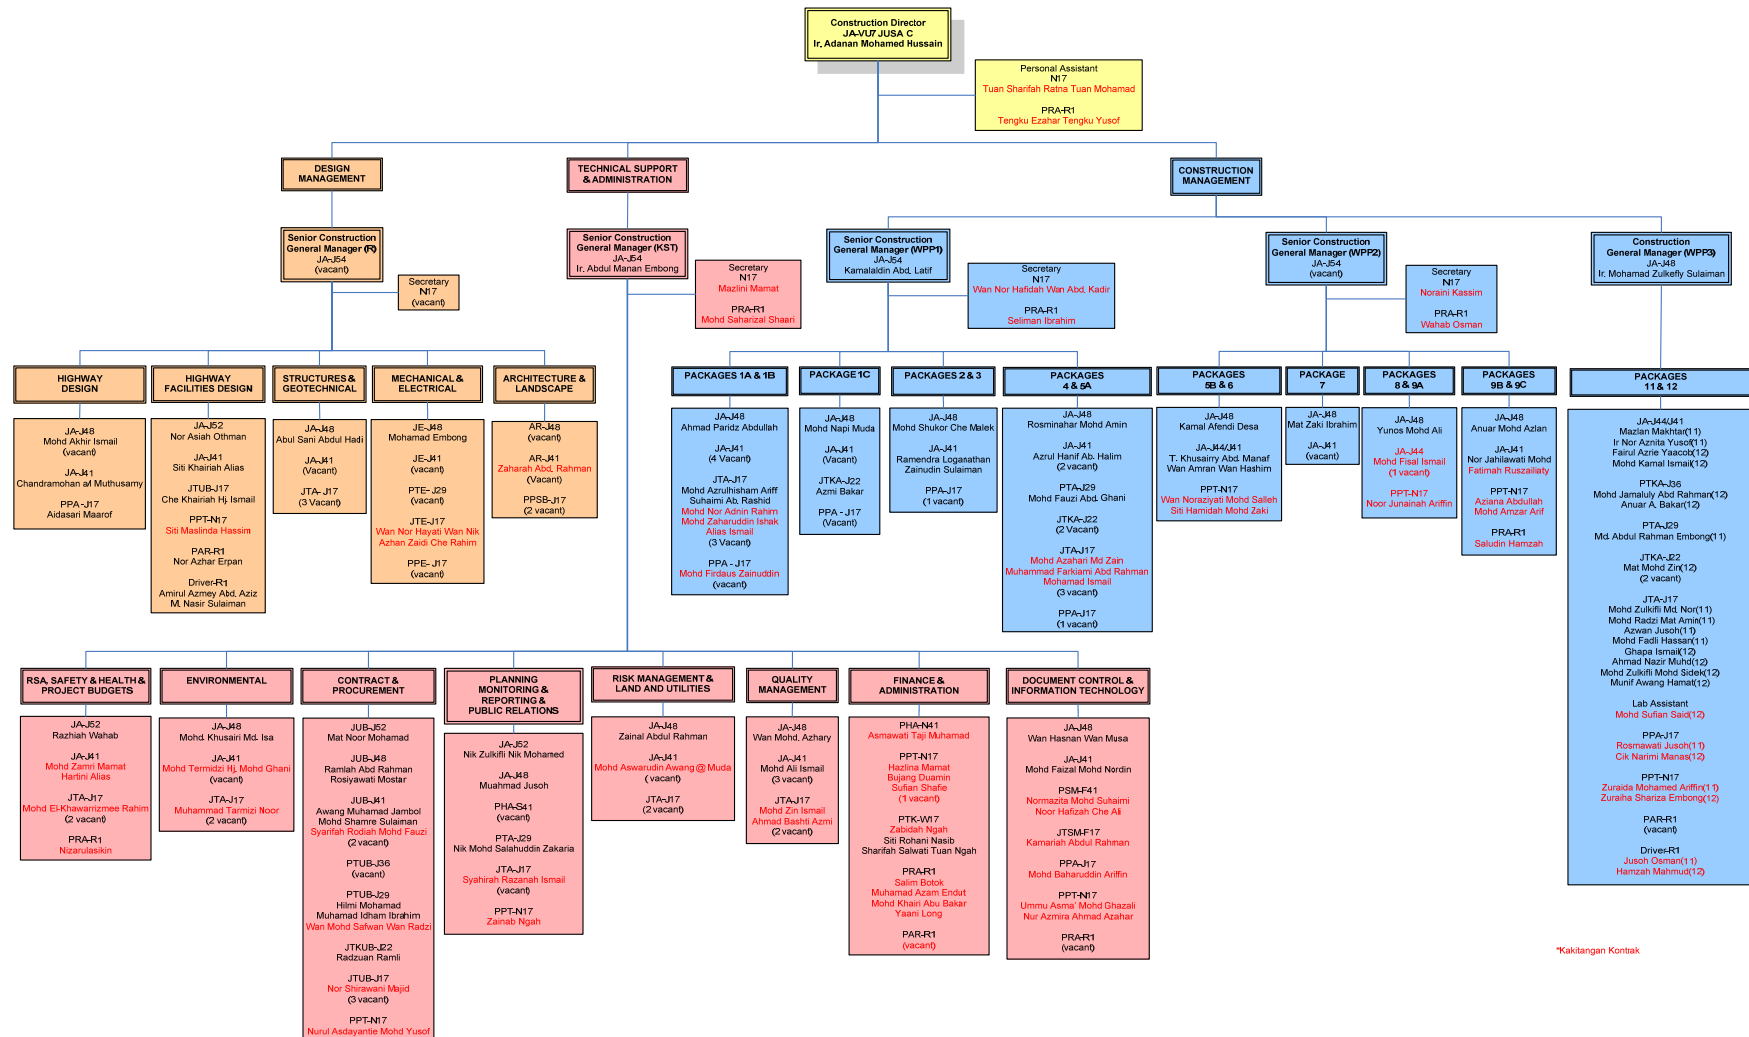 Construction Director
JA-VU7 JUSA C
Ir. Adanan Mohamed Hussain
Personal Assistant
N17
Tuan Sharifah Ratna Tuan Mohamad
PRA-R1
Tengku Ezahar Tengku Yusof
DESIGN
MANAGEMENT
TECHNICAL SUPPORT
& ADMINISTRATION
CONSTRUCTION
MANAGEMENT
Senior Construction
General Manager (R)
JA-J54
(vacant)
Secretary
N17
(vacant)
Senior Construction
General Manager (KST)
JA-J54
Ir. Abdul Manan Embong
Secretary
N17
Mazlini Mamat
PRA-R1
Mohd Saharizal Shaari
Senior Construction
General Manager (WPP1)
JA-J54
Kamalaldin Abd. Latif
Secretary
N17
Wan Nor Hafidah Wan Abd. Kadir
PRA-R1
Seliman Ibrahim
Senior Construction
General Manager (WPP2)
JA-J54
(vacant)
Secretary
N17
Noraini Kassim
PRA-R1
Wahab Osman
Construction
General Manager (WPP3)
JA-J48
Ir. Mohamad Zulkefly Sulaiman
HIGHWAY
DESIGN
JA-J48
Mohd Akhir Ismail
(vacant)
JA-J41
Chandramohan a/l Muthusamy
PPA -J17
Aidasari Maarof
HIGHWAY
FACILITIES DESIGN
JA-J52
Nor Asiah Othman
JA-J41
Siti Khairiah Alias
JTUB-J17
Che Khairiah Hj. Ismail
PPT-N17
Siti Maslinda Hassim
PAR-R1
Nor Azhar Erpan
Driver-R1
Amirul Azmey Abd. Aziz
M. Nasir Sulaiman
STRUCTURES &
GEOTECHNICAL
JA-J48
Abul Sani Abdul Hadi
JA-J41
(Vacant)
JTA- J17
(3 Vacant)
MECHANICAL &
ELECTRICAL
JE-J48
Mohamad Embong
JE-J41
(vacant)
PTE- J29
(vacant)
JTE-J17
Wan Nor Hayati Wan Nik
Azhan Zaidi Che Rahim
PPE- J17
(vacant)
ARCHITECTURE &
LANDSCAPE
AR-J48
(vacant)
AR-J41
Zaharah Abd. Rahman
(Vacant)
PPSB-J17
(2 vacant)
PACKAGES 1A & 1B
JA-J48
Ahmad Paridz Abdullah
JA-J41
(4 Vacant)
JTA-J17
Mohd Azrulhisham Ariff
Suhaimi Ab. Rashid
Mohd Nor Adnin Rahim
Mohd Zaharuddin Ishak
Alias Ismail
(3 Vacant)
PPA - J17
Mohd Firdaus Zainuddin
(vacant)
PACKAGE 1C
JA-J48
Mohd Napi Muda
JA-J41
(Vacant)
JTKA-J22
Azmi Bakar
PPA - J17
(Vacant)
PACKAGES 2 & 3
JA-J48
Mohd Shukor Che Malek
JA-J41
Ramendra Loganathan
Zainudin Sulaiman
PPA-J17
(1 vacant)
PACKAGES
4 & 5A
JA-J48
Rosminahar Mohd Amin
JA-J41
Azrul Hanif Ab. Halim
(2 vacant)
PTA-J29
Mohd Fauzi Abd. Ghani
JTKA-J22
(2 Vacant)
JTA-J17
Mohd Azahari Md Zain
Muhammad Farkiami Abd Rahman
Mohamad Ismail
(3 vacant)
PPA-J17
(1 vacant)
PACKAGES
5B & 6
JA-J48
Kamal Afendi Desa
JA-J44/J41
T. Khusairry Abd. Manaf
Wan Amran Wan Hashim
PPT-N17
Wan Noraziyati Mohd Salleh
Siti Hamidah Mohd Zaki
PACKAGE
7
JA-J48
Mat Zaki Ibrahim
JA-J41
(vacant)
PACKAGES
8 & 9A
JA-J48
Yunos Mohd Ali
JA-J44
Mohd Fisal Ismail
(1 vacant)
PPT-N17
Noor Junainah Ariffin
PACKAGES
9B & 9C
JA-J48
Anuar Mohd Azlan
JA-J41
Nor Jahilawati Mohd
Fatimah Ruszailiaty
PPT-N17
Aziana Abdullah
Mohd Amzar Arif
PRA-R1
Saludin Hamzah
PACKAGES
11 & 12
JA-J44/J41
Mazlan Makhtar(11)
Ir Nor Aznita Yusof(11)
Fairul Azrie Yaacob(12)
Mohd Kamal Ismail(12)
PTKA-J36
Mohd Jamaluly Abd Rahman(12)
Anuar A. Bakar(12)
PTA-J29
Md. Abdul Rahman Embong(11)
JTKA-J22
Mat Mohd Zin(12)
(2 vacant)
JTA-J17
Mohd Zulkifli Md. Nor(11)
Mohd Radzi Mat Amin(11)
Azwan Jusoh(11)
Mohd Fadli Hassan(11)
Ghapa Ismail(12)
Ahmad Nazir Muhd(12)
Mohd Zulkifli Mohd Sidek(12)
Munif Awang Hamat(12)
Lab Assistant
Mohd Sufian Said(12)
PPA-J17
Rosmawati Jusoh(11)
Cik Narimi Manas(12)
PPT-N17
Zuraida Mohamed Ariffin(11)
Zuraiha Shariza Embong(12)
PAR-R1
(vacant)
Driver-R1
Jusoh Osman(11)
Hamzah Mahmud(12)
RSA, SAFETY & HEALTH &
PROJECT BUDGETS
JA-J52
Razhiah Wahab
JA-J41
Mohd Zamri Mamat
Hartini Alias
JTA-J17
Mohd El-Khawarrizmee Rahim
(2 vacant)
PRA-R1
Nizarulasikin
ENVIRONMENTAL
JA-J48
Mohd. Khusairi Md. Isa
JA-J41
Mohd Termidzi Hj. Mohd Ghani
(vacant)
JTA-J17
Muhammad Tarmizi Noor
(2 vacant)
CONTRACT &
PROCUREMENT
JUB-J52
Mat Noor Mohamad
JUB-J48
Ramlah Abd Rahman
Rosiyawati Mostar
JUB-J41
Awang Muhamad Jambol
Mohd Shamre Sulaiman
Syarifah Rodiah Mohd Fauzi
(2 vacant)
PTUB-J36
(vacant)
PTUB-J29
Hilmi Mohamad
Muhamad Idham Ibrahim
Wan Mohd Safwan Wan Radzi
JTKUB-J22
Radzuan Ramli
JTUB-J17
Nor Shirawani Majid
(3 vacant)
PPT-N17
Nurul Asdayantie Mohd Yusof
PLANNING
MONITORING &
REPORTING &
PUBLIC RELATIONS
JA-J52
Nik Zulkifli Nik Mohamed
JA-J48
Muahmad Jusoh
PHA-S41
(vacant)
PTA-J29
Nik Mohd Salahuddin Zakaria
JTA-J17
Syahirah Razanah Ismail
(vacant)
PPT-N17
Zainab Ngah
RISK MANAGEMENT &
LAND AND UTILITIES
JA-J48
Zainal Abdul Rahman
JA-J41
Mohd Aswarudin Awang @ Muda
( vacant)
JTA-J17
(2 vacant)
QUALITY
MANAGEMENT
JA-J48
Wan Mohd. Azhary
JA-J41
Mohd Ali Ismail
(3 vacant)
JTA-J17
Mohd Zin Ismail
Ahmad Bashti Azmi
(2 vacant)
FINANCE &
ADMINISTRATION
PHA-N41
Asmawati Taji Muhamad
PPT-N17
Hazlina Mamat
Bujang Duamin
Sufian Shafie
(1 vacant)
PTK-W17
Zabidah Ngah
Siti Rohani Nasib
Sharifah Salwati Tuan Ngah
PRA-R1
Salim Botok
Muhamad Azam Endut
Mohd Khairi Abu Bakar
Yaani Long
PAR-R1
(vacant)
DOCUMENT CONTROL &
INFORMATION TECHNOLOGY
JA-J48
Wan Hasnan Wan Musa
JA-J41
Mohd Faizal Mohd Nordin
PSM-F41
Normazita Mohd Suhaimi
Noor Hafizah Che Ali
JTSM-F17
Kamariah Abdul Rahman
PPA-J17
Mohd Baharuddin Ariffin
PPT-N17
Ummu Asma' Mohd Ghazali
Nur Azmira Ahmad Azahar
PRA-R1
(vacant)
*Kakitangan Kontrak